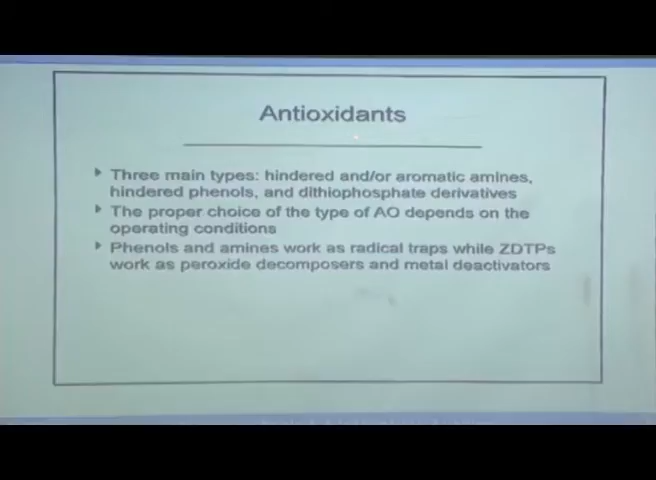 Antioxidants
Three main types: hindered and/or aromatic amines,
hindered phenols, and dithiophosphate derivatives
The proper choice of the type of AO depends on the
operating conditions
Phenols and amines work as radical traps while ZDTPs
work as peroxide decomposers and metal deactivators